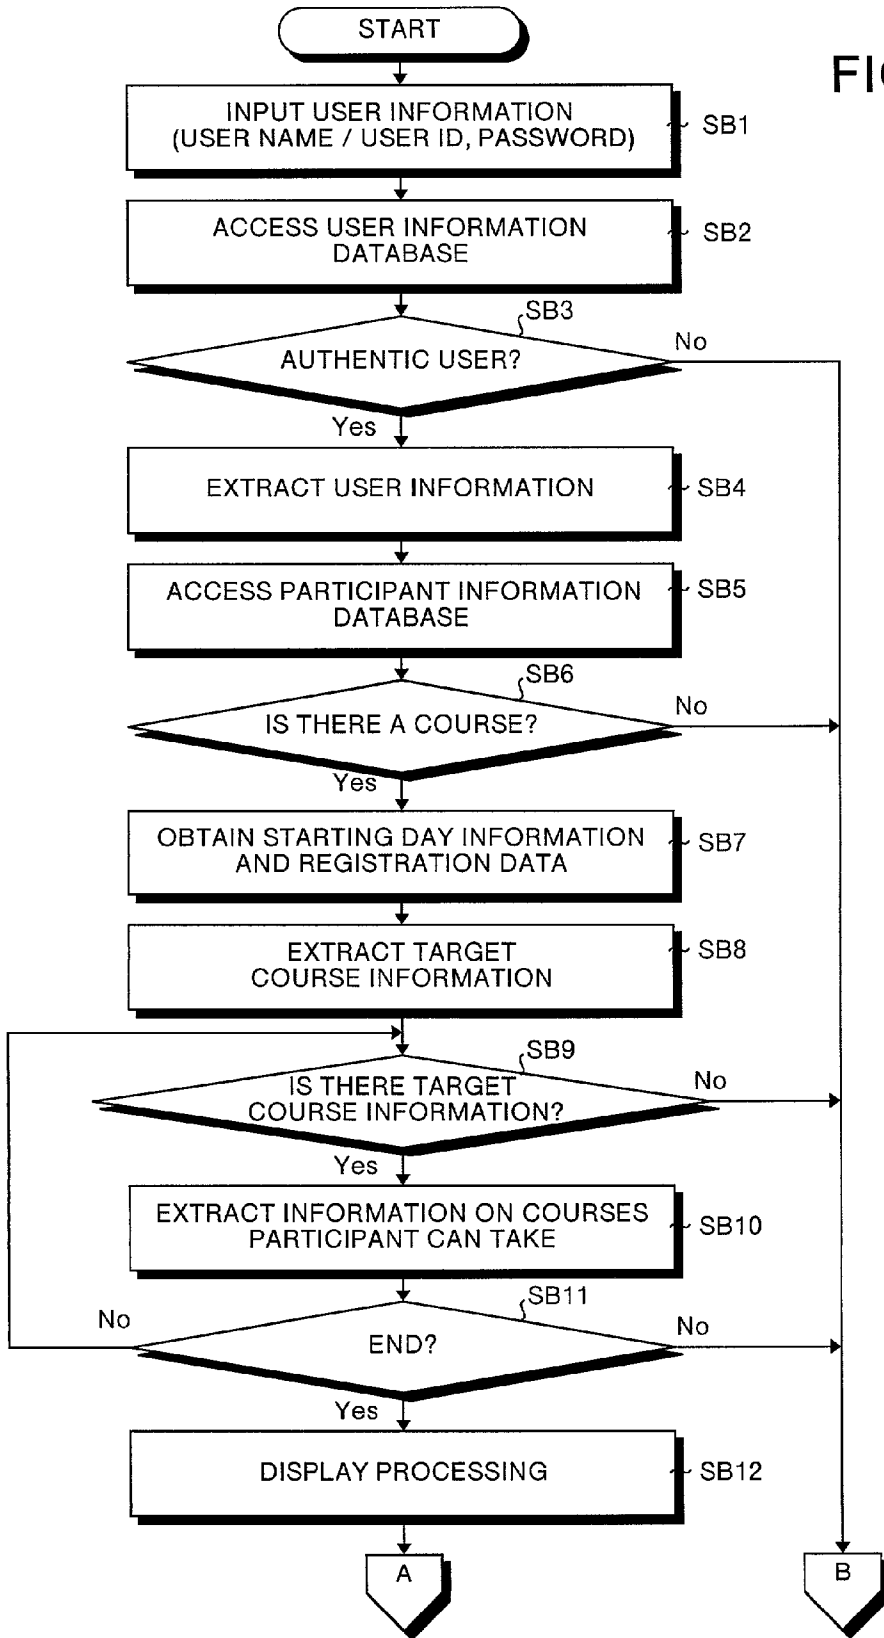 START
FIG
INPUT USER INFORMATION
(USER NAME / USER ID, PASSWORD)
SB1
ACCESS USER INFORMATION
DATABASE
SB2
SB3
AUTHENTIC USER?
No
Yes
EXTRACT USER INFORMATION
SB4
ACCESS PARTICIPANT INFORMATION
DATABASE
SB5
SB6
IS THERE A COURSE?
No
Yes
OBTAIN STARTING DAY INFORMATION
AND REGISTRATION DATA
SB7
EXTRACT TARGET
COURSE INFORMATION
SB8
SB9
IS THERE TARGET
COURSE INFORMATION?
No
Yes
EXTRACT INFORMATION ON COURSES
PARTICIPANT CAN TAKE
SB10
SB11
No
END?
No
Yes
DISPLAY PROCESSING
SB12
A
B